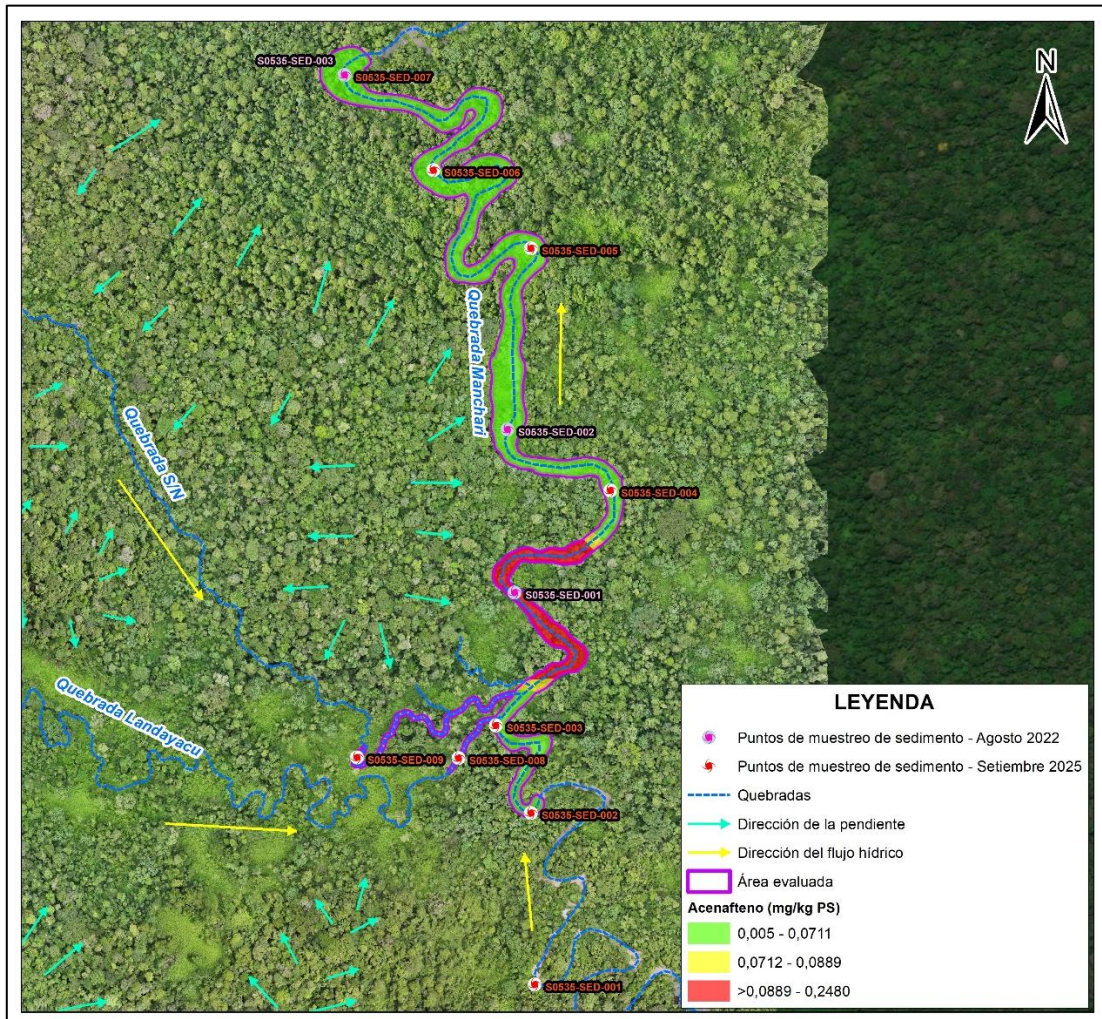 N
S0535-SED-003
S0535-SED-007
S0535-SED-006
S0535-SED-005
Quebrada Manchari
S0535-SED-002
Quebrada S/N
S0535-SED-004
S0535-SED-001
Quebrada Landayacu
S0535-SED-003
S0535-SED-009
S0535-SED-008
S0535-SED-002
S0535-SED-001
LEYENDA
Puntos de muestreo de sedimento - Agosto 2022
Puntos de muestreo de sedimento - Setiembre 2025
Quebradas
Dirección de la pendiente
Dirección del flujo hídrico
Área evaluada
Acenafteno (mg/kg PS)
0,005 - 0,0711
0,0712 - 0,0889
>0,0889 - 0,2480